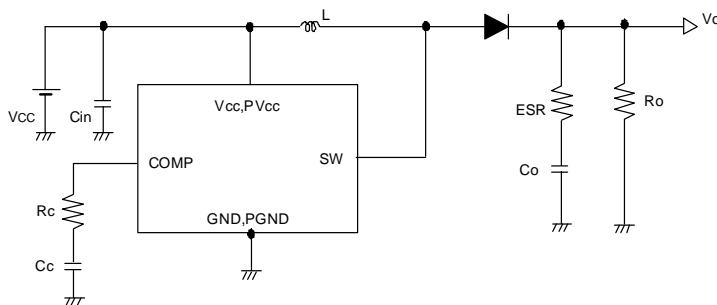 L
Vo
Vcc
Cin
Vcc,PVcc
COMP
SW
GND,PGND
Rc
Cc
ESR
Co
Ro